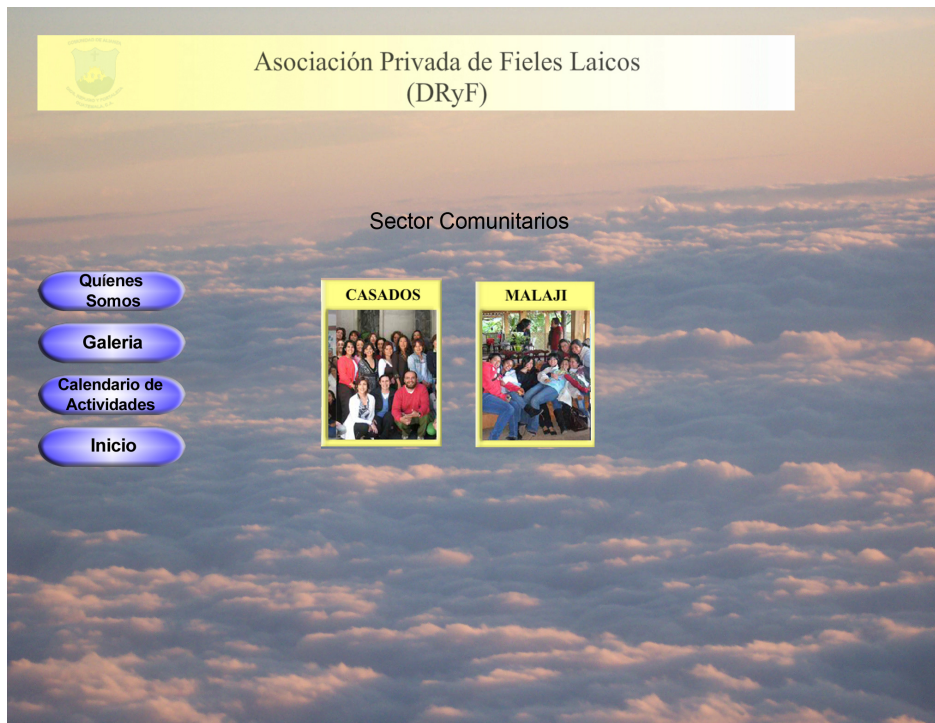 Asociación Privada de Fieles Laicos
(DRyF)
Sector Comunitarios
Quíenes
Somos
Galeria
Calendario de
Actividades
Inicio
CASADOS
MALAJI